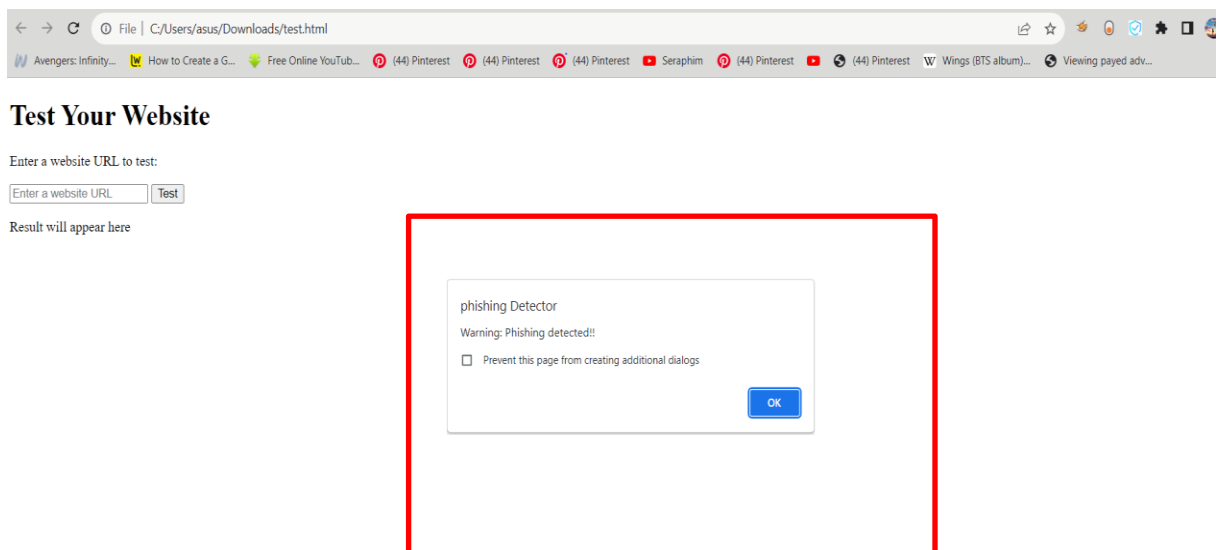 File | C:/Users/asus/Downloads/test.html
Avengers: Infinity... How to Create a G... Free Online YouTub... (44) Pinterest (44) Pinterest (44) Pinterest Seraphim (44) Pinterest (44) Pinterest W Wings (BTS album)... Viewing payed adv...
Test Your Website
Enter a website URL to test:
Enter a website URL Test
Result will appear here
phishing Detector
Warning: Phishing detected!!
Prevent this page from creating additional dialogs
OK